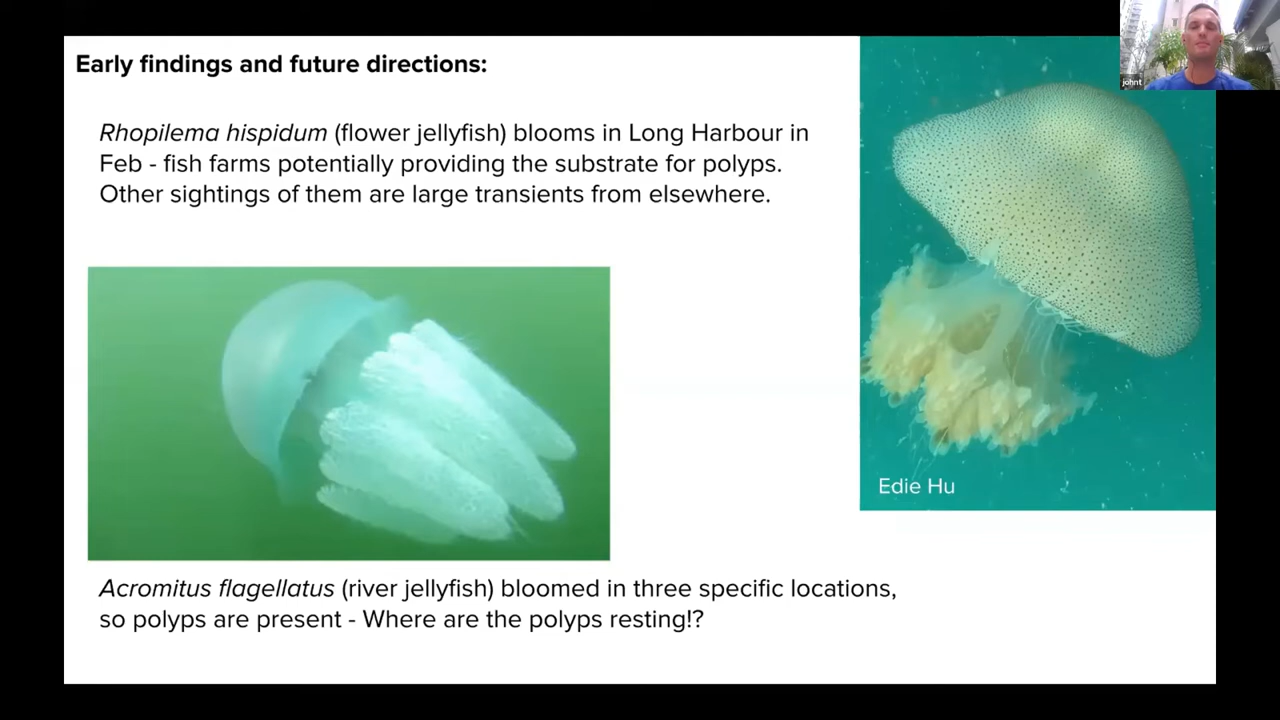 Early findings and future directions:
Rhopilema hispidum (flower jellyfish) blooms in Long Harbour in
Feb - fish farms potentially providing the substrate for polyps.
Other sightings of them are large transients from elsewhere.
Edie Hu
Acromitus flagellatus (river jellyfish) bloomed in three specific locations,
so polyps are present - Where are the polyps resting!?
johnt